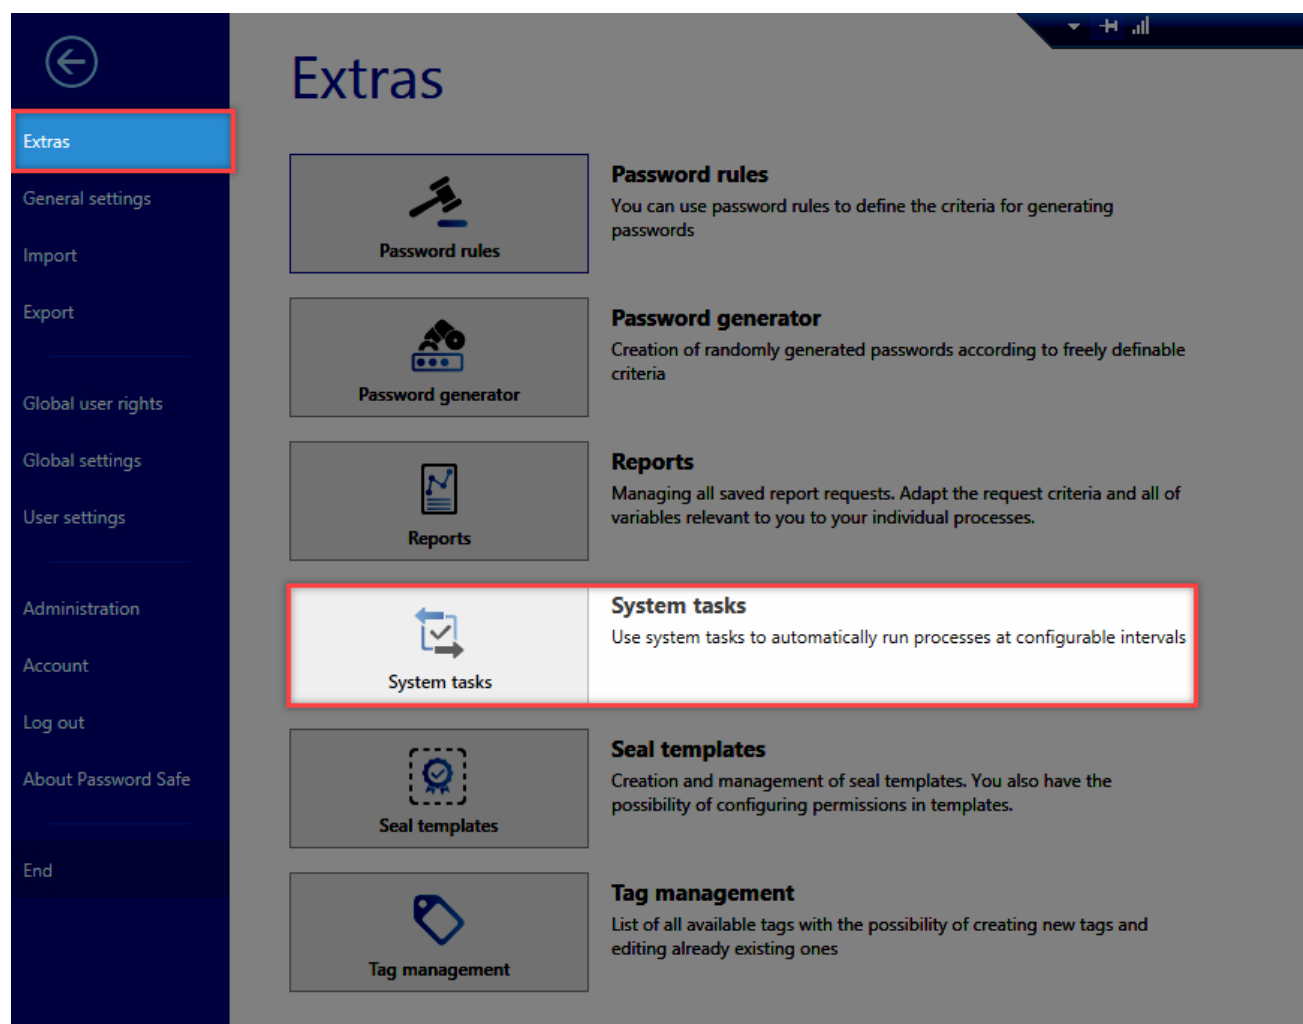 Extras
Extras
General settings
Import
Export
Global user rights
Global settings
User settings
Administration
Account
Log out
About Password Safe
End
Password rules
Password rules
You can use password rules to define the criteria for generating
passwords
Password generator
Password generator
Creation of randomly generated passwords according to freely definable
criteria
Reports
Reports
Managing all saved report requests. Adapt the request criteria and all of
variables relevant to you to your individual processes.
System tasks
System tasks
Use system tasks to automatically run processes at configurable intervals
Seal templates
Seal templates
Creation and management of seal templates. You also have the
possibility of configuring permissions in templates.
Tag management
Tag management
List of all available tags with the possibility of creating new tags and
editing already existing ones